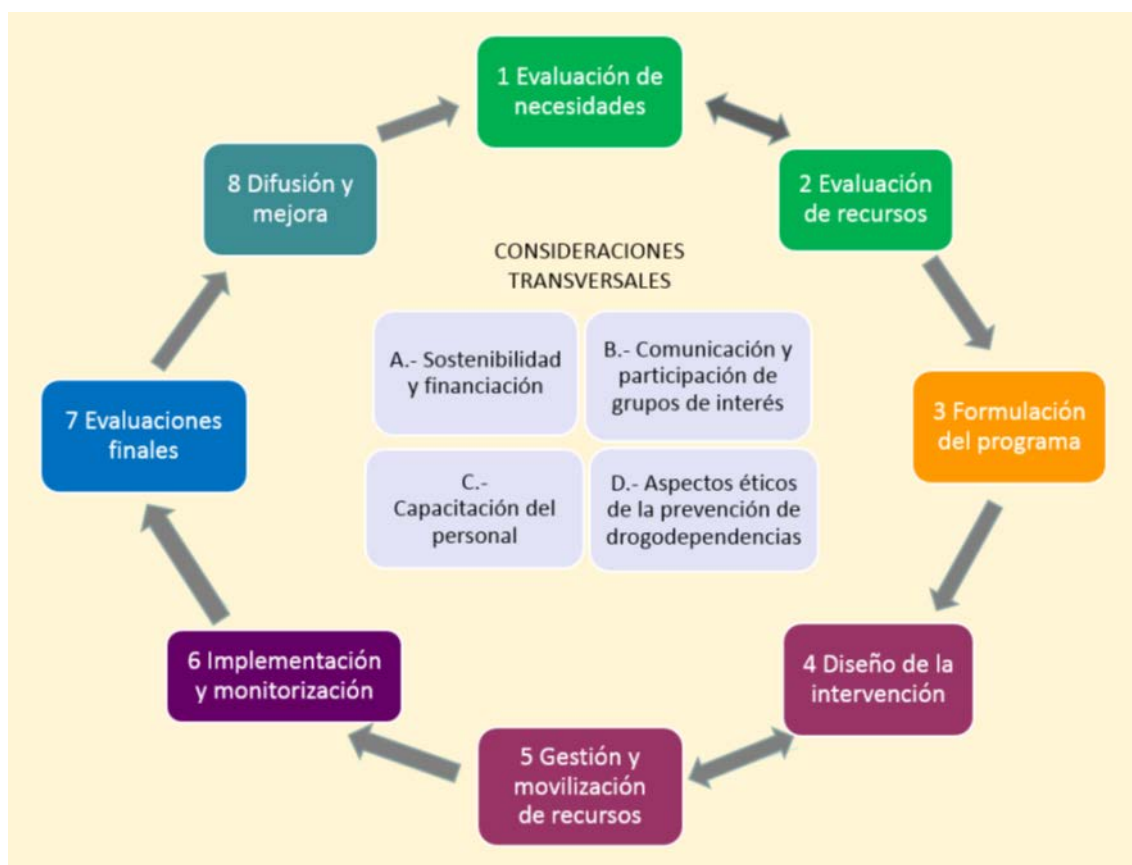 1 Evaluación de
necesidades
2 Evaluación
de recursos
3 Formulación
del programa
4 Diseño de la
intervención
5 Gestión y
movilización
de recursos
6 Implementación
y monitorización
7 Evaluaciones
finales
8 Difusión y
mejora
CONSIDERACIONES
TRANSVERSALES
A.- Sostenibilidad
y financiación
B.- Comunicación y
participación de
grupos de interés
C.-
Capacitación del
personal
D.- Aspectos éticos
de la prevención de
drogodependencias